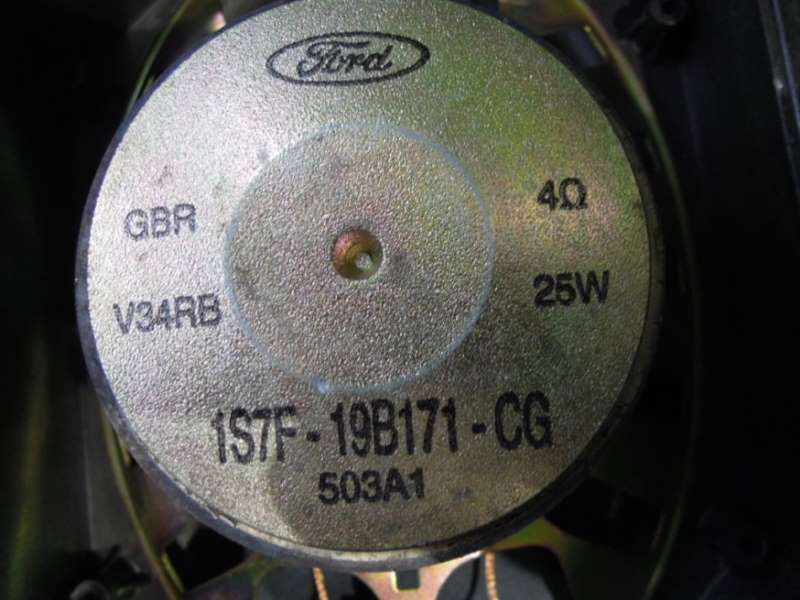 Ford
GBR
4Ω
V34RB
25W
1S7F-19B171-CG
503A1